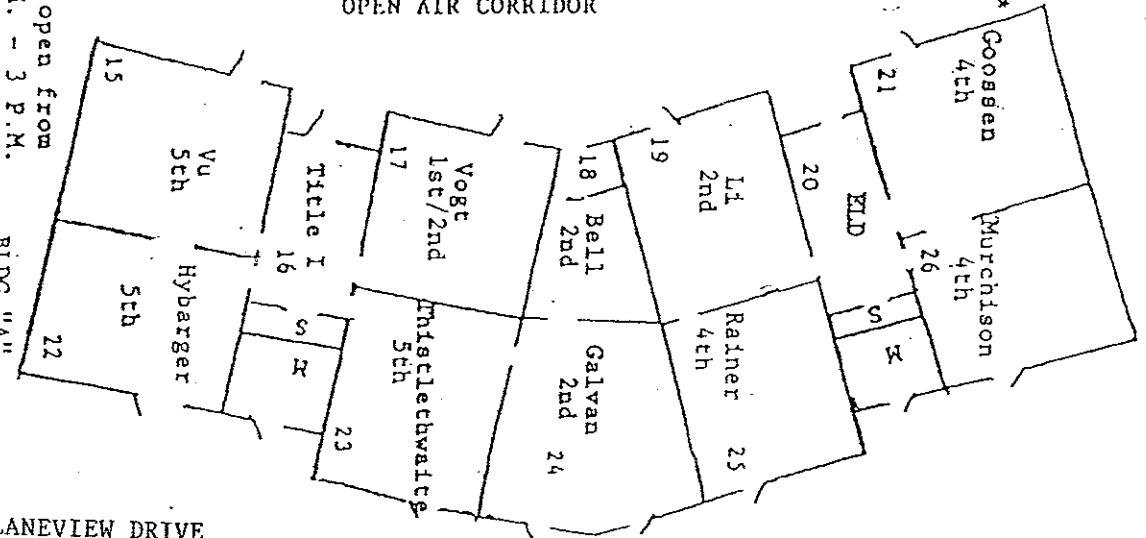 OPEN AIR CORRIDOR
open from
. - 3 P.M.
15
Vu
5th
Title I
16
17
Vogt
1st/2nd
18
Bell
2nd
19
Li
2nd
20
ELD
21
Goossen
4th
*
Murchison
4th
26
S
W
Rainer
4th
25
Galvan
2nd
24
Thistlethwaite
5th
23
S
W
Hybarger
5th
22
BLDG "A"
LANEVIEW DRIVE